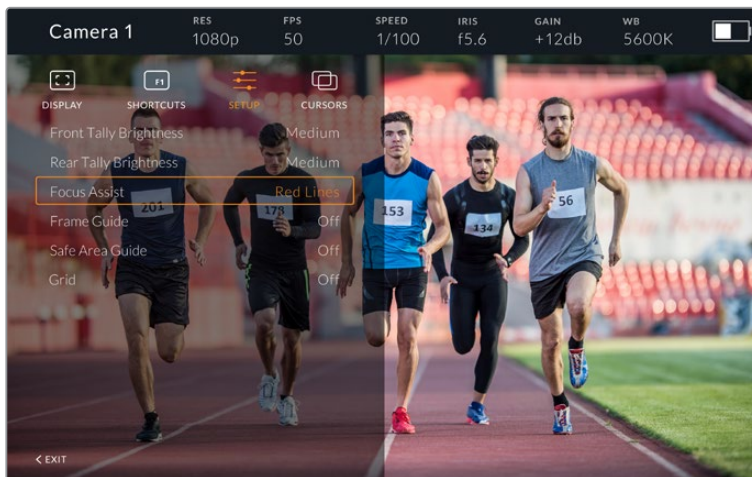 Camera 1
RES FPS SPEED IRIS GAIN WB
1080p 50 1/100 f5.6 +12db 5600K
F1
DISPLAY SHORTCUTS SETUP CURSORS
Front Tally Brightness Medium
Rear Tally Brightness Medium
Focus Assist Red Lines
Frame Guide Off
Safe Area Guide Off
Grid Off
201 178 153 134 56
< EXIT